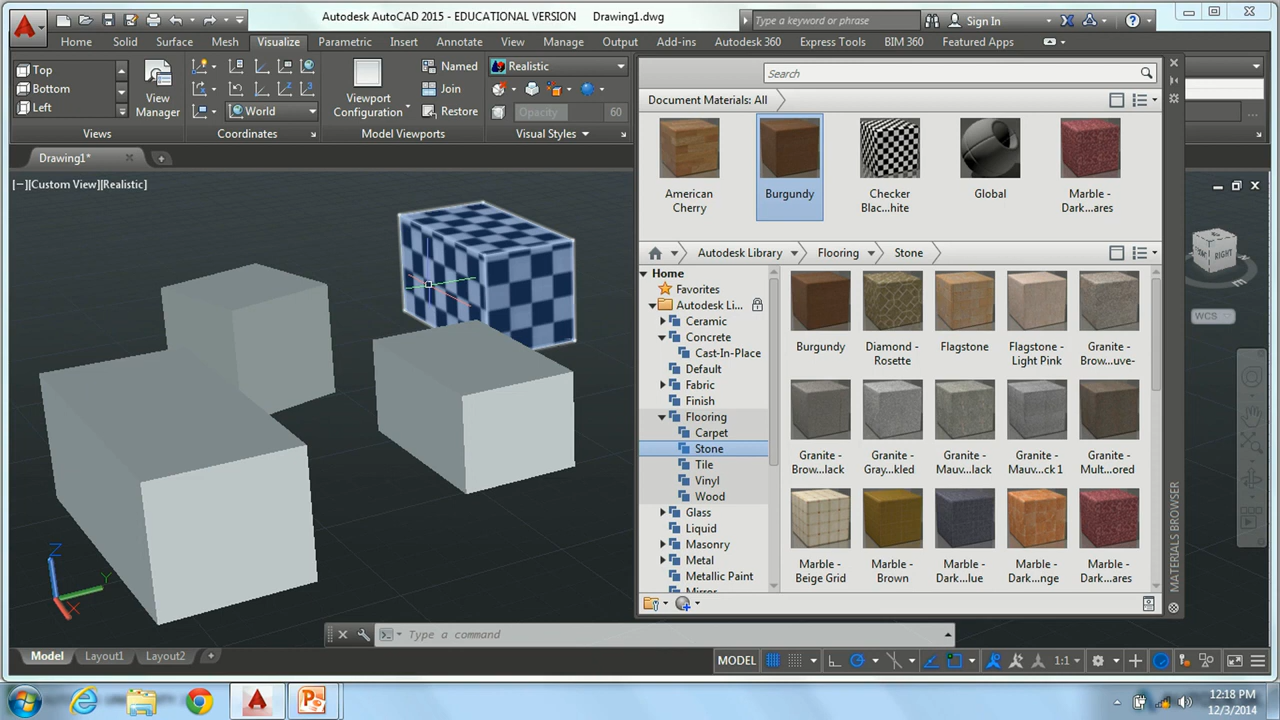 Autodesk AutoCAD 2015 - EDUCATIONAL VERSION Drawing1.dwg
Type a keyword or phrase
Sign In
Home Solid Surface Mesh Visualize Parametric Insert Annotate View Manage Output Add-ins Autodesk 360 Express Tools BIM 360 Featured Apps
Top
Bottom
Left
View
Manager
Views
World
Coordinates
Viewport
Configuration
Named
Join
Restore
Model Viewports
Realistic
Opacity 60
Visual Styles
Drawing1*
[−][Custom View][Realistic]
Search
Document Materials: All
American
Cherry
Burgundy
Checker
Blac...hite
Global
Marble -
Dark...ares
Autodesk Library Flooring Stone
Home
Favorites
Autodesk Li...
Ceramic
Concrete
Cast-In-Place
Default
Fabric
Finish
Flooring
Carpet
Stone
Tile
Vinyl
Wood
Glass
Liquid
Masonry
Metal
Metallic Paint
Mirror
Burgundy
Diamond -
Rosette
Flagstone
Flagstone -
Light Pink
Granite -
Brow...uve-
Granite -
Brow...lack
Granite -
Gray...kled
Granite -
Mauv...lack
Granite -
Mauv...ck 1
Granite -
Mult...ored
Marble -
Beige Grid
Marble -
Brown
Marble -
Dark...lue
Marble -
Dark...nge
Marble -
Dark...ares
MATERIALS BROWSER
RIGHT
WCS
Z
Y
X
Type a command
Model Layout1 Layout2
MODEL
1:1
12:18 PM
12/3/2014